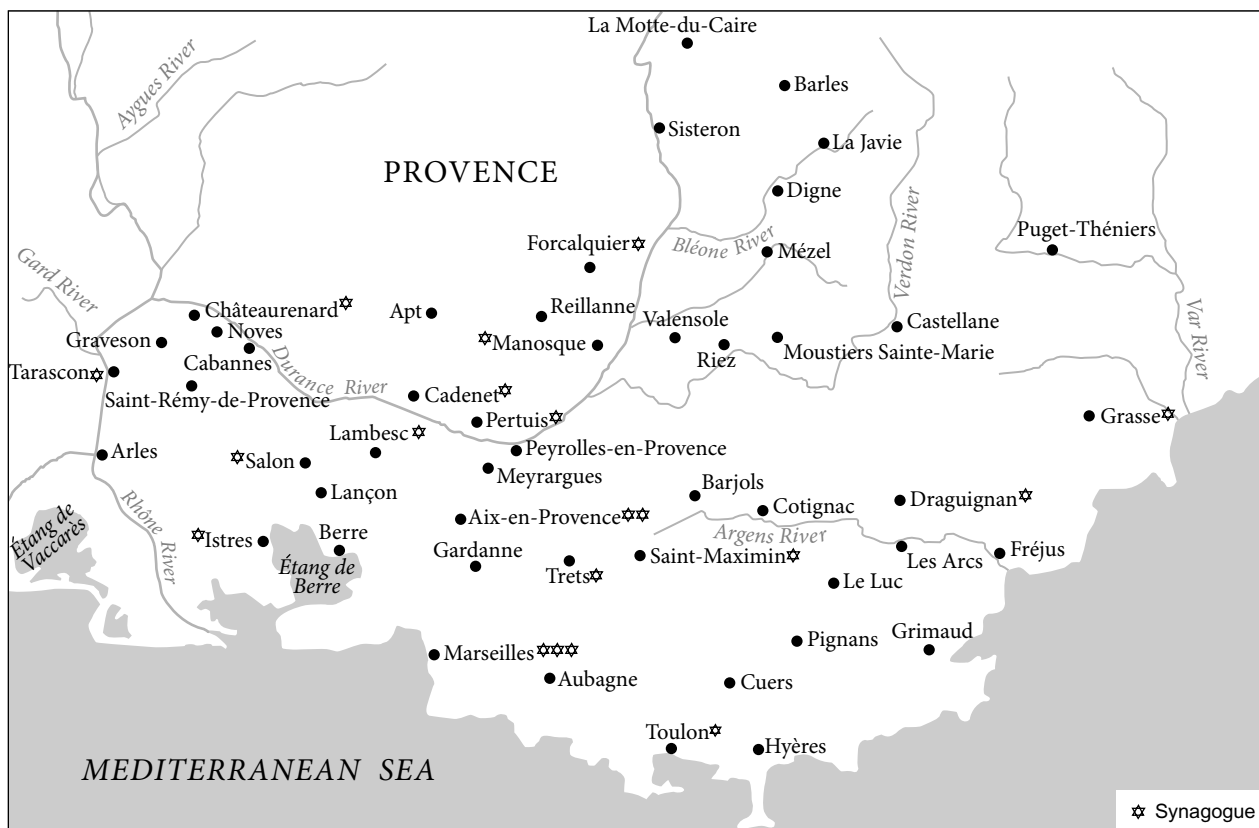 La Motte-du-Caire
Barles
Aygues River
Sisteron
La Javie
PROVENCE
Digne
Verdon River
Forcalquier
Bléone River
Mézel
Puget-Théniers
Gard River
Châteaurenard
Apt
Reillanne
Valensole
Castellane
Var River
Graveson
Noves
Manosque
Riez
Moustiers Sainte-Marie
Cabannes
Tarascon
Durance River
Saint-Rémy-de-Provence
Cadenet
Pertuis
Grasse
Lambesc
Arles
Salon
Peyrolles-en-Provence
Meyrargues
Lançon
Barjols
Cotignac
Draguignan
Rhône River
Aix-en-Provence
Argens River
Étang de
Vaccarès
Istres
Berre
Gardanne
Saint-Maximin
Les Arcs
Fréjus
Étang de
Berre
Trets
Le Luc
Marseilles
Pignans
Grimaud
Aubagne
Cuers
Toulon
Hyères
MEDITERRANEAN SEA
Synagogue